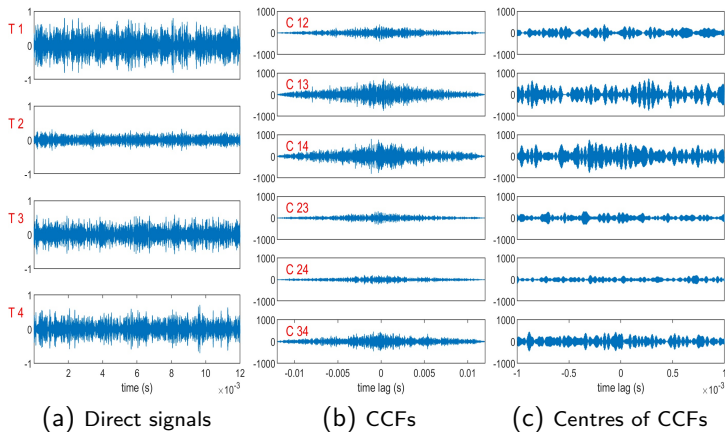 T 1
1
0
-1
T 2
1
0
-1
T 3
1
0
-1
T 4
1
0
-1
2 4 6 8 10 12
time (s) ×10⁻³
(a) Direct signals
C 12
1000
0
-1000
C 13
1000
0
-1000
C 14
1000
0
-1000
C 23
1000
0
-1000
C 24
1000
0
-1000
C 34
1000
0
-1000
-0.01 -0.005 0 0.005 0.01
time lag (s)
(b) CCFs
1000
0
-1000
1000
0
-1000
1000
0
-1000
1000
0
-1000
1000
0
-1000
1000
0
-1000
-1 -0.5 0 0.5 1
time lag (s) ×10⁻³
(c) Centres of CCFs